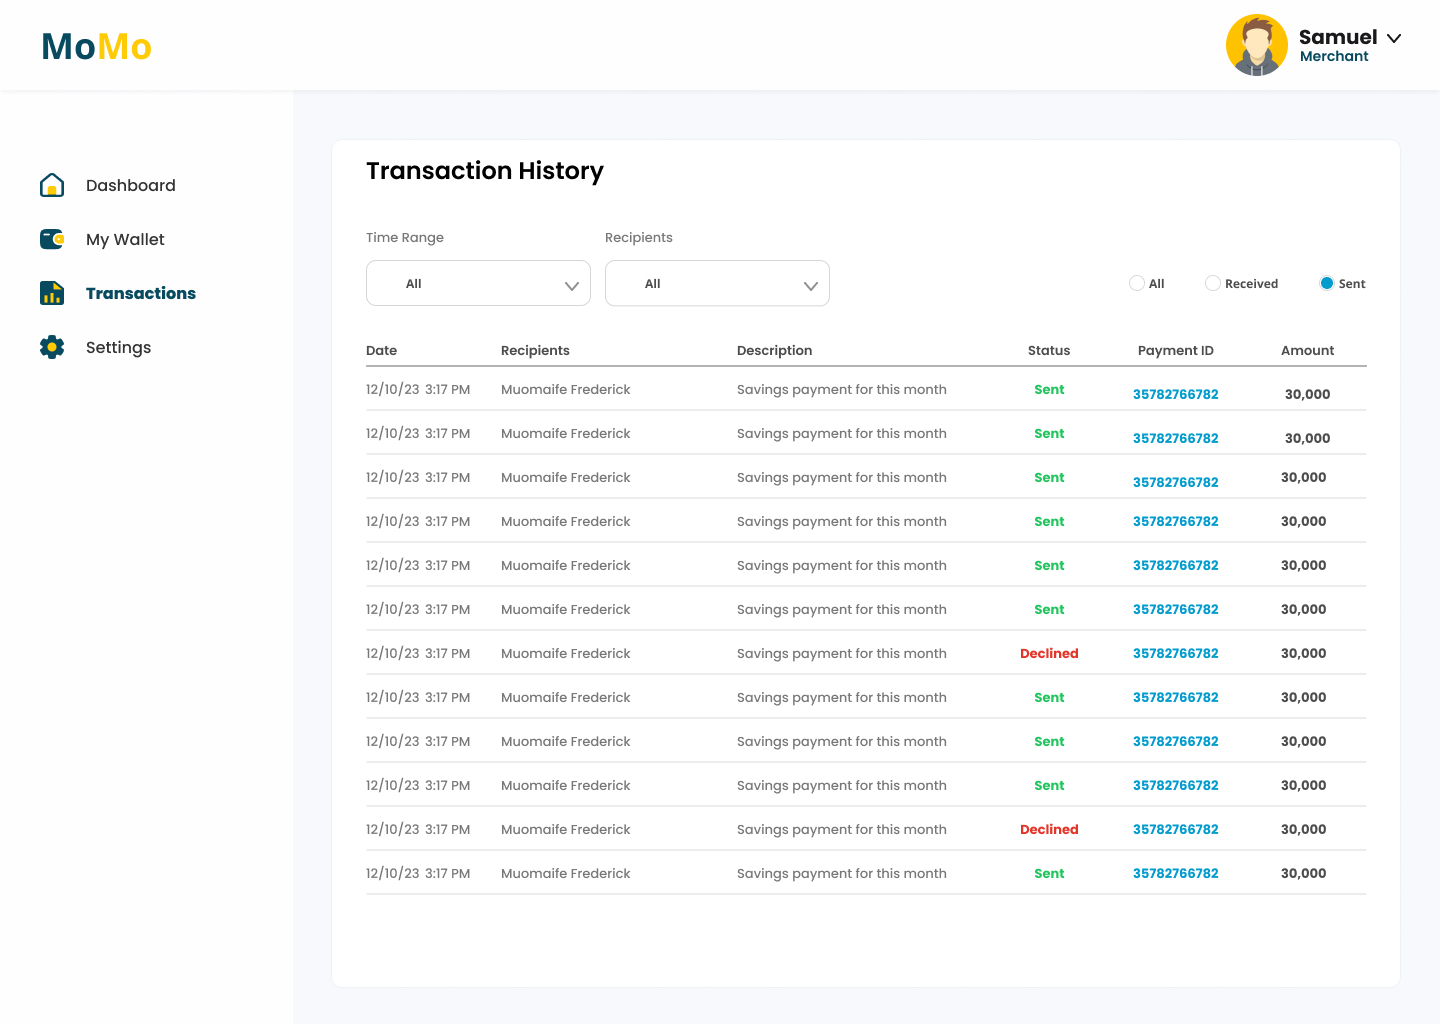 MoMo
Samuel
Merchant
Dashboard
My Wallet
Transactions
Settings
Transaction History
Time Range Recipients
All All All Received Sent
Date Recipients Description Status Payment ID Amount
12/10/23 3:17 PM Muomaife Frederick Savings payment for this month Sent 35782766782 30,000
12/10/23 3:17 PM Muomaife Frederick Savings payment for this month Sent 35782766782 30,000
12/10/23 3:17 PM Muomaife Frederick Savings payment for this month Sent 35782766782 30,000
12/10/23 3:17 PM Muomaife Frederick Savings payment for this month Sent 35782766782 30,000
12/10/23 3:17 PM Muomaife Frederick Savings payment for this month Sent 35782766782 30,000
12/10/23 3:17 PM Muomaife Frederick Savings payment for this month Sent 35782766782 30,000
12/10/23 3:17 PM Muomaife Frederick Savings payment for this month Declined 35782766782 30,000
12/10/23 3:17 PM Muomaife Frederick Savings payment for this month Sent 35782766782 30,000
12/10/23 3:17 PM Muomaife Frederick Savings payment for this month Sent 35782766782 30,000
12/10/23 3:17 PM Muomaife Frederick Savings payment for this month Sent 35782766782 30,000
12/10/23 3:17 PM Muomaife Frederick Savings payment for this month Declined 35782766782 30,000
12/10/23 3:17 PM Muomaife Frederick Savings payment for this month Sent 35782766782 30,000